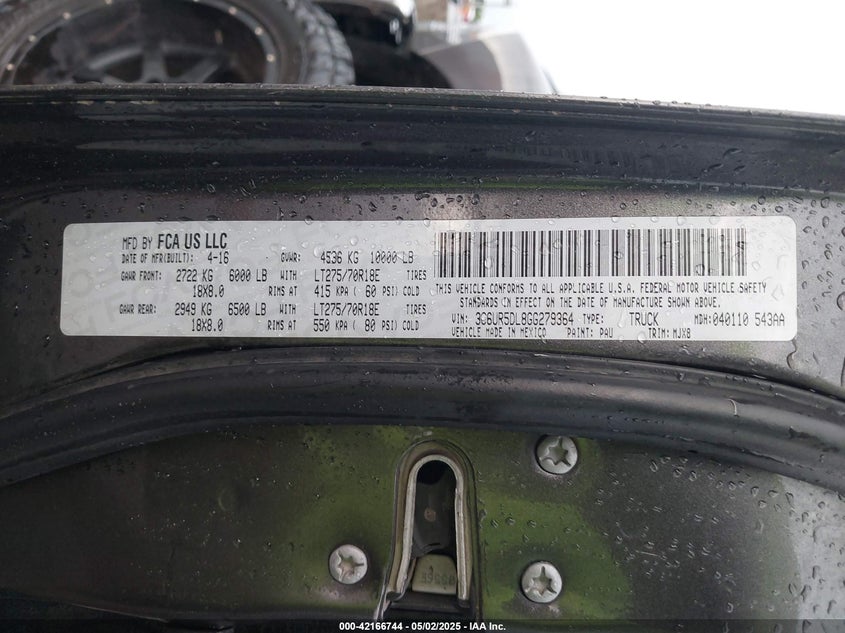 MFD BY FCA US LLC
DATE OF MFR(BUILT): 4-16 GVWR: 4536 KG 10000 LB
GAWR FRONT: 2722 KG 6000 LB WITH LT275/70R18E TIRES
18X8.0 RIMS AT 415 KPA ( 60 PSI) COLD
GAWR REAR: 2949 KG 6500 LB WITH LT275/70R18E TIRES
18X8.0 RIMS AT 550 KPA ( 80 PSI) COLD
THIS VEHICLE CONFORMS TO ALL APPLICABLE U.S.A. FEDERAL MOTOR VEHICLE SAFETY
STANDARDS IN EFFECT ON THE DATE OF MANUFACTURE SHOWN ABOVE.
VIN: 3C6UR5DL8GG279364 TYPE: TRUCK MDH: 040110 543AA
VEHICLE MADE IN MEXICO PAINT: PAU TRIM: MJX8
000-42166744 - 05/02/2025 - IAA Inc.